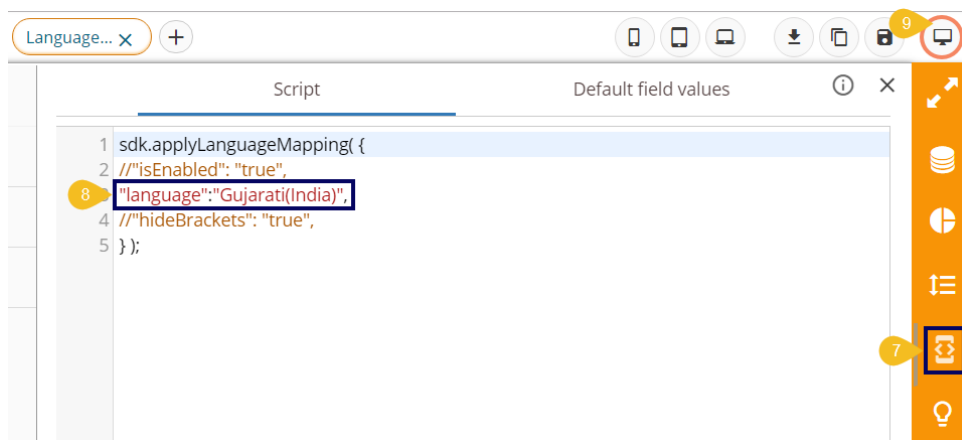 Language...
9
Script
Default field values
1 sdk.applyLanguageMapping( {
2 //"isEnabled": "true",
8
"language":"Gujarati(India)",
4 //"hideBrackets": "true",
5 } );
7